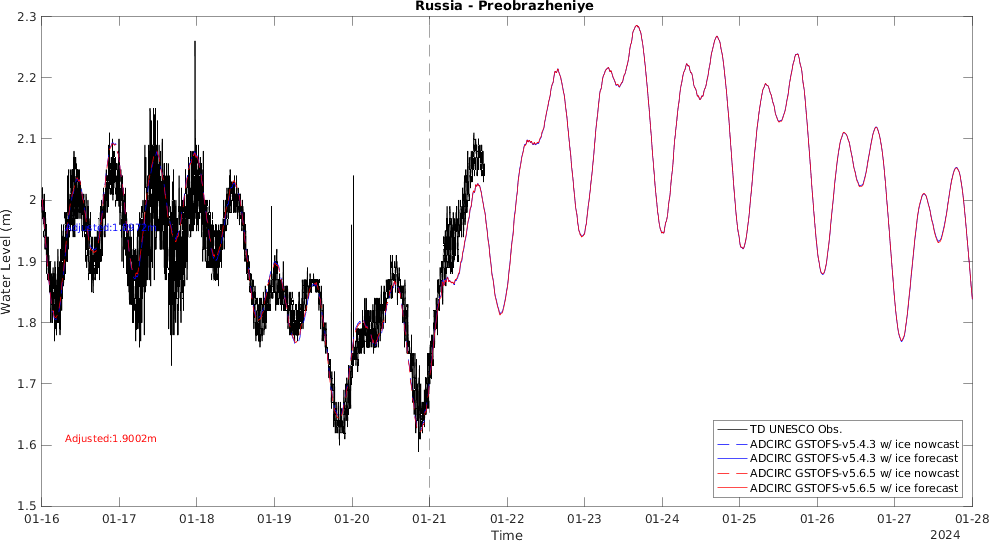 Russia - Preobrazheniye
2.3
2.2
2.1
2
1.9
1.8
1.7
1.6
1.5
Water Level (m)
Adjusted:1.9002m
01-16 01-17 01-18 01-19 01-20 01-21 01-22 01-23 01-24 01-25 01-26 01-27 01-28
Time
2024
TD UNESCO Obs.
ADCIRC GSTOFS-v5.4.3 w/ ice nowcast
ADCIRC GSTOFS-v5.4.3 w/ ice forecast
ADCIRC GSTOFS-v5.6.5 w/ ice nowcast
ADCIRC GSTOFS-v5.6.5 w/ ice forecast